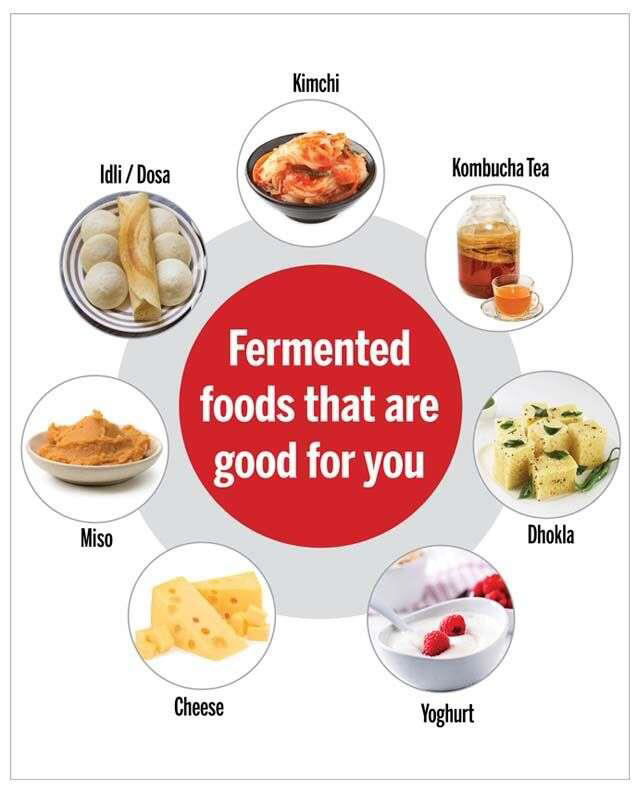 Kimchi
Idli / Dosa
Kombucha Tea
Fermented
foods that are
good for you
Miso
Dhokla
Cheese
Yoghurt